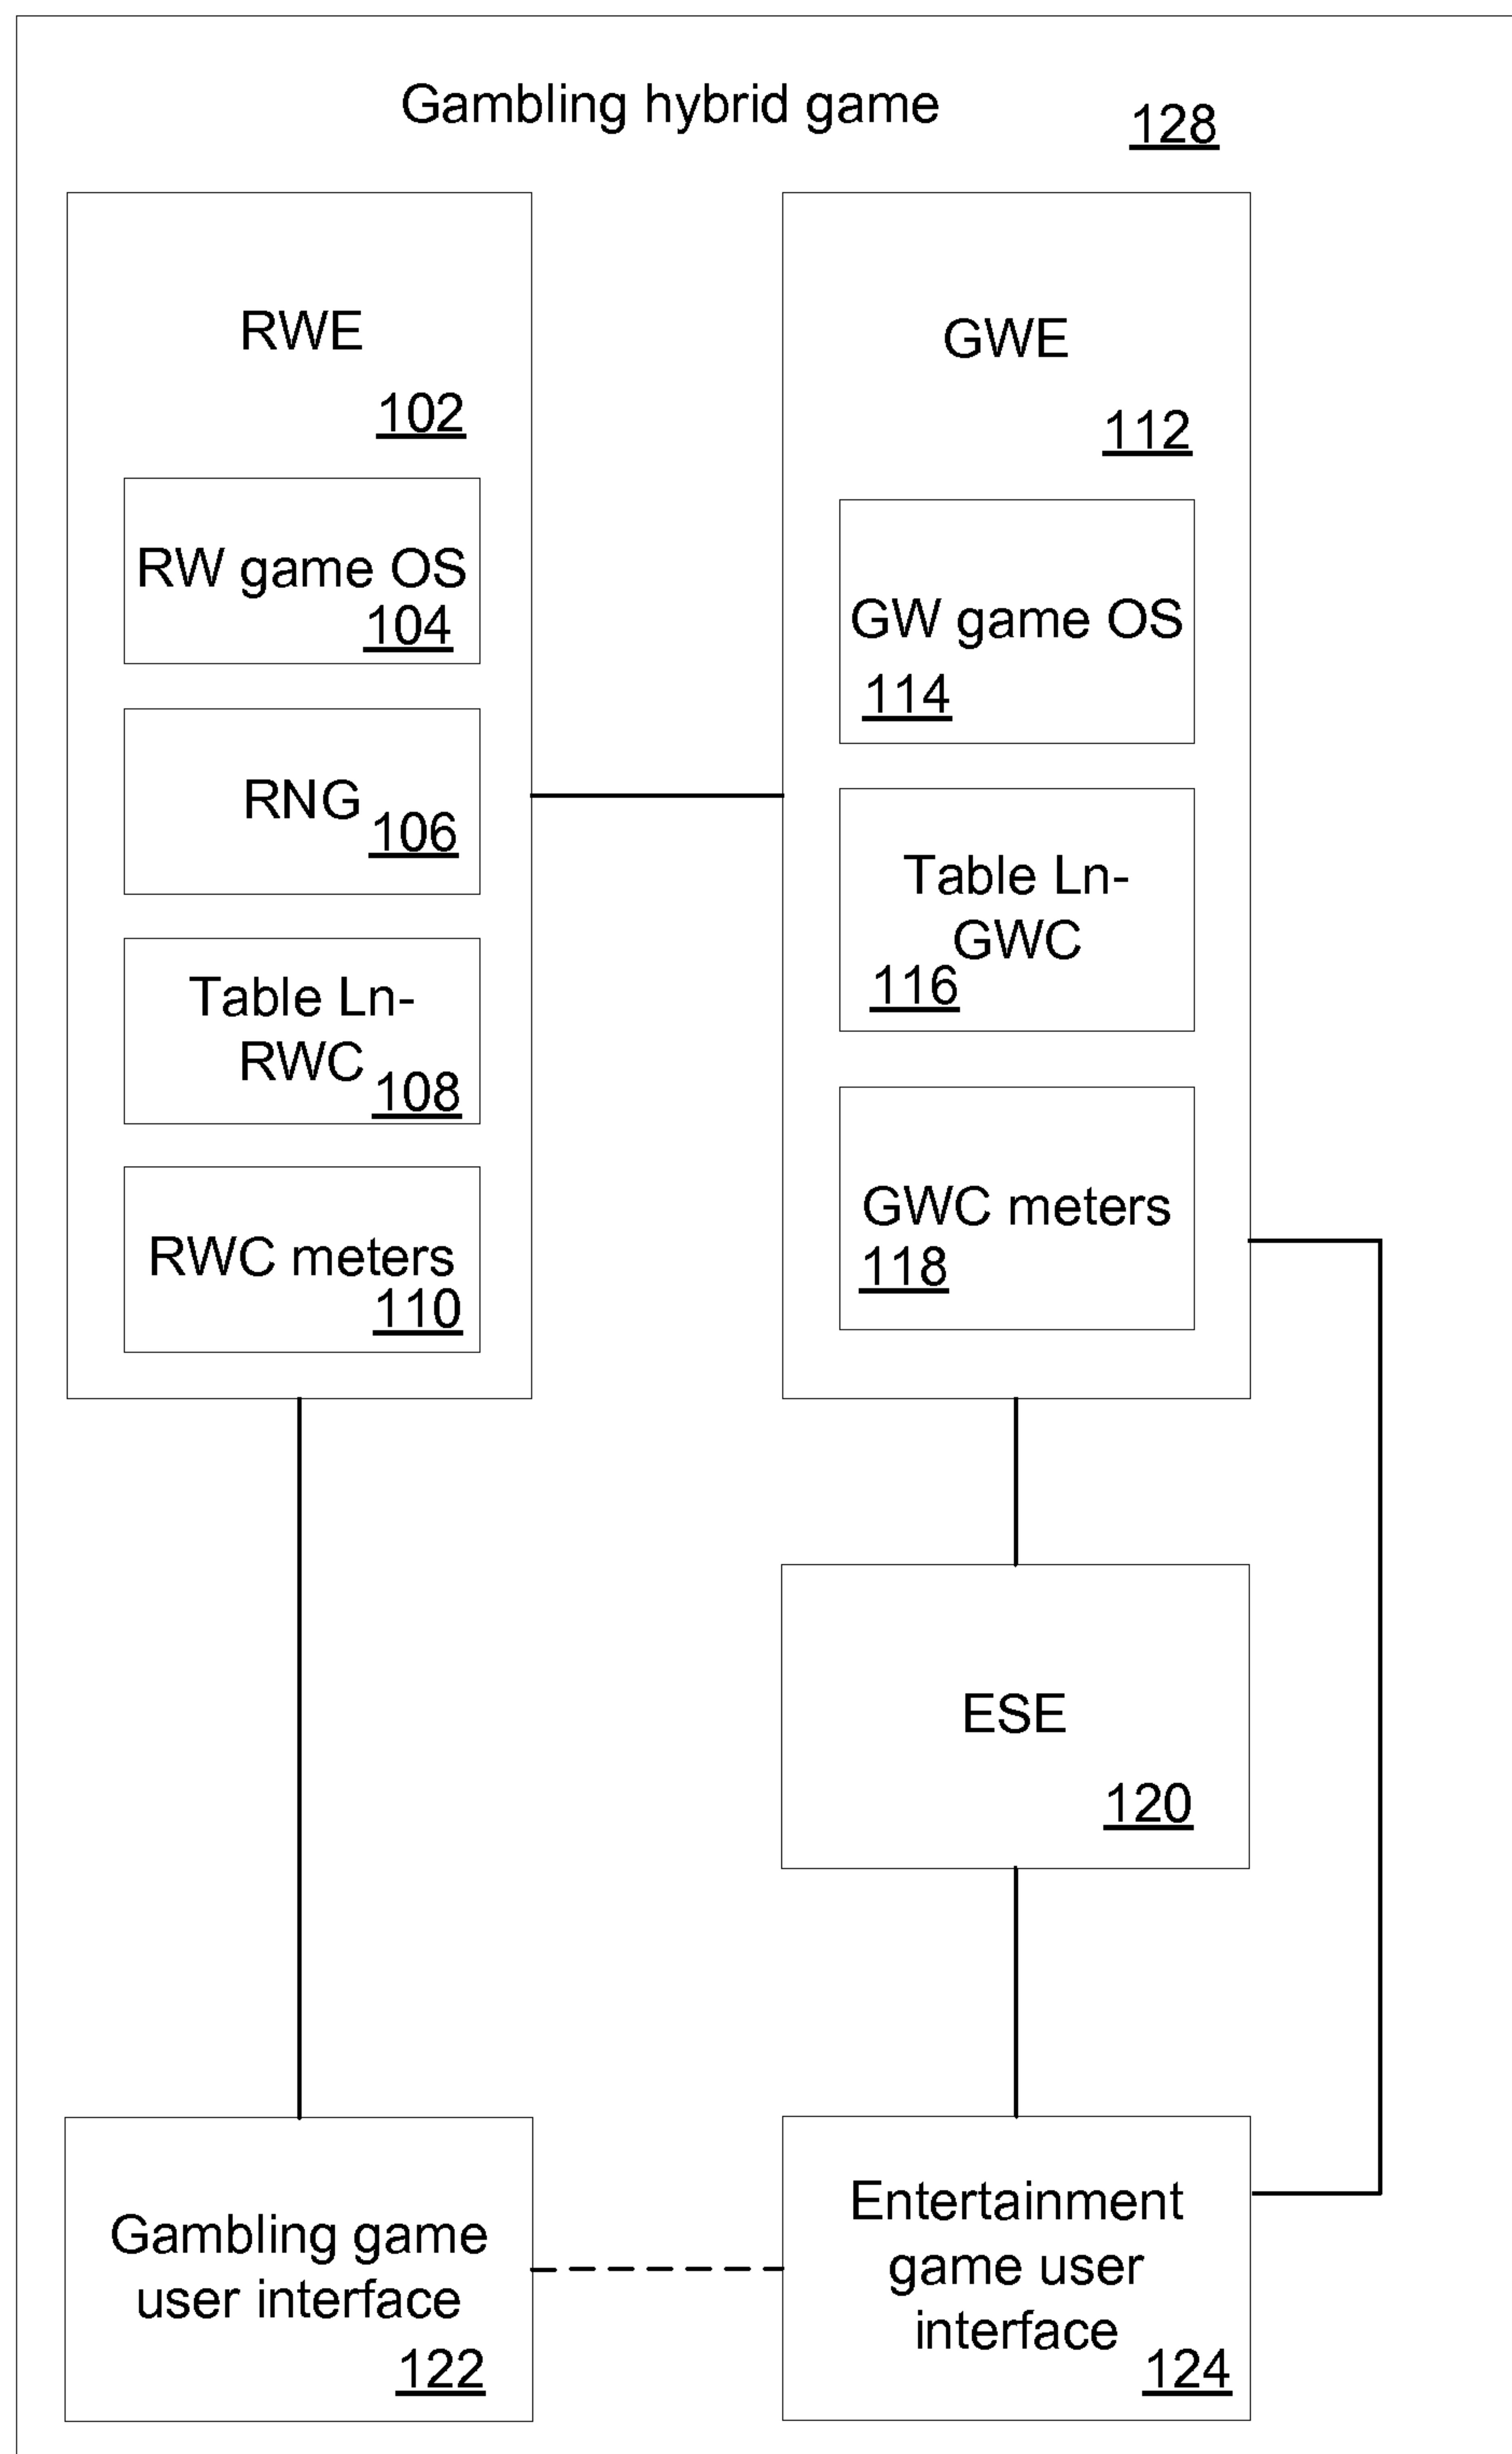 Gambling hybrid game
128
RWE
102
RW game OS
104
RNG
106
Table Ln-
RWC
108
RWC meters
110
GWE
112
GW game OS
114
Table Ln-
GWC
116
GWC meters
118
ESE
120
Gambling game
user interface
122
Entertainment
game user
interface
124